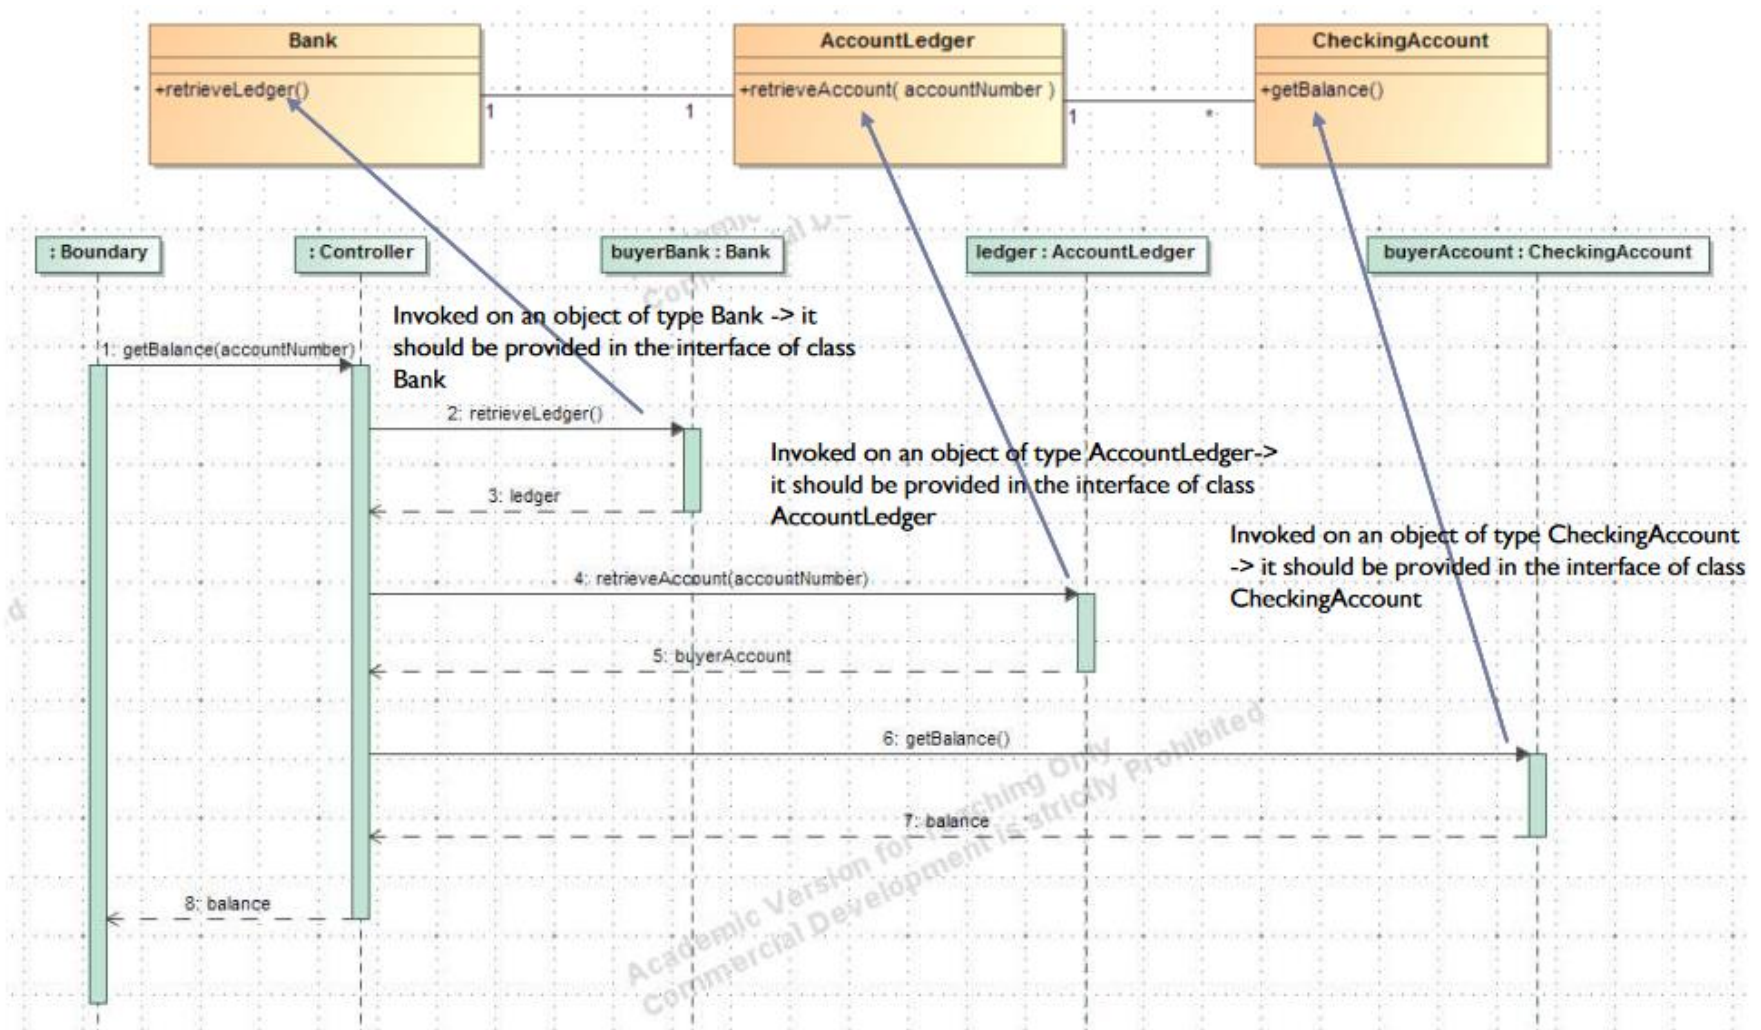 Bank
AccountLedger
CheckingAccount
+retrieveLedger()
+retrieveAccount( accountNumber )
+getBalance()
1
1
1
*
: Boundary
: Controller
buyerBank : Bank
ledger : AccountLedger
buyerAccount : CheckingAccount
Invoked on an object of type Bank -> it
should be provided in the interface of class
Bank
1: getBalance(accountNumber)
2: retrieveLedger()
Invoked on an object of type AccountLedger->
it should be provided in the interface of class
AccountLedger
3: ledger
Invoked on an object of type CheckingAccount
-> it should be provided in the interface of class
CheckingAccount
4: retrieveAccount(accountNumber)
5: buyerAccount
6: getBalance()
7: balance
8: balance
Academic Version for Teaching Only
Commercial Development is strictly Prohibited